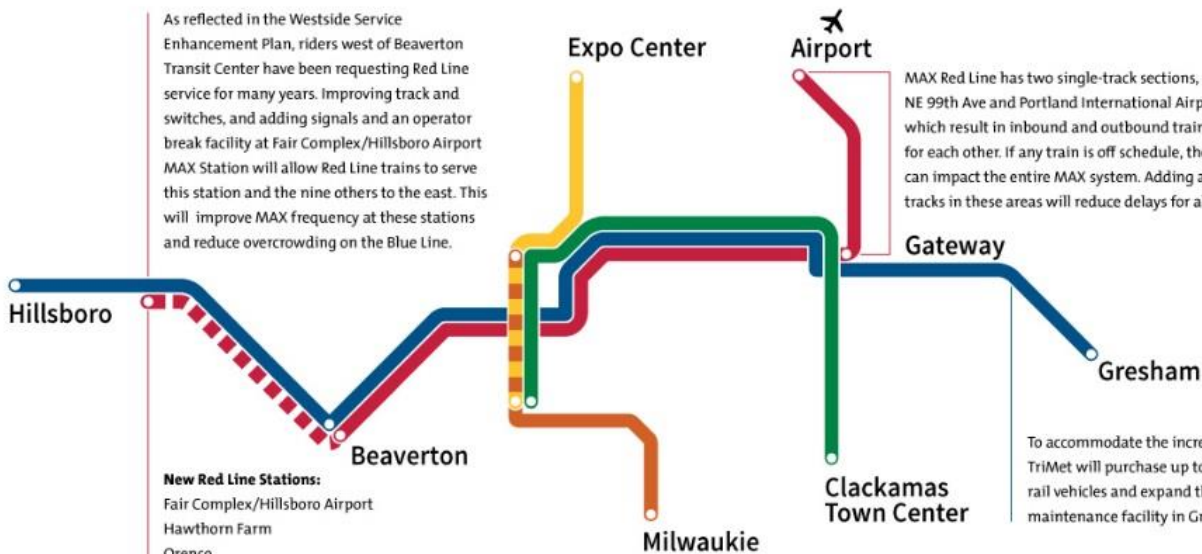 As reflected in the Westside Service
Enhancement Plan, riders west of Beaverton
Transit Center have been requesting Red Line
service for many years. Improving track and
switches, and adding signals and an operator
break facility at Fair Complex/Hillsboro Airport
MAX Station will allow Red Line trains to serve
this station and the nine others to the east. This
will improve MAX frequency at these stations
and reduce overcrowding on the Blue Line.
Expo Center
Airport
MAX Red Line has two single-track sections,
NE 99th Ave and Portland International Airp
which result in inbound and outbound train
for each other. If any train is off schedule, the
can impact the entire MAX system. Adding a
tracks in these areas will reduce delays for a
Gateway
Hillsboro
Gresham
Beaverton
New Red Line Stations:
Fair Complex/Hillsboro Airport
Hawthorn Farm
Orenco
Clackamas
Town Center
Milwaukie
To accommodate the incre
TriMet will purchase up to
rail vehicles and expand th
maintenance facility in Gr